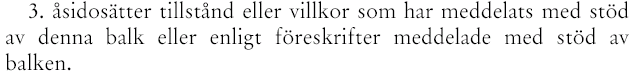 3. åsidosätter tillstånd eller villkor som har meddelats med stöd
av denna balk eller enligt föreskrifter meddelade med stöd av
balken.